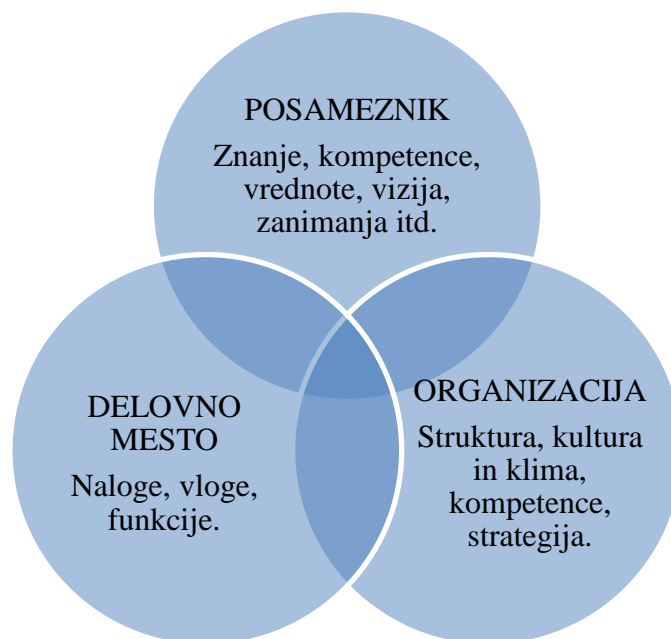 POSAMEZNIK
Znanje, kompetence,
vrednote, vizija,
zanimanja itd.
DELOVNO
MESTO
Naloge, vloge,
funkcije.
ORGANIZACIJA
Struktura, kultura
in klima,
kompetence,
strategija.